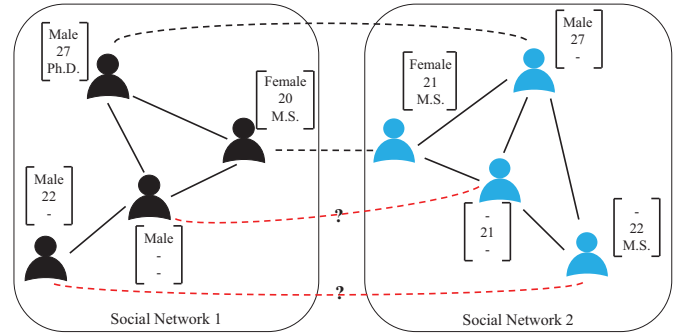 Male
27
Ph.D.
Female
20
M.S.
Male
22
-
Male
-
-
Social Network 1
?
?
Male
27
-
Female
21
M.S.
-
21
-
-
22
M.S.
Social Network 2